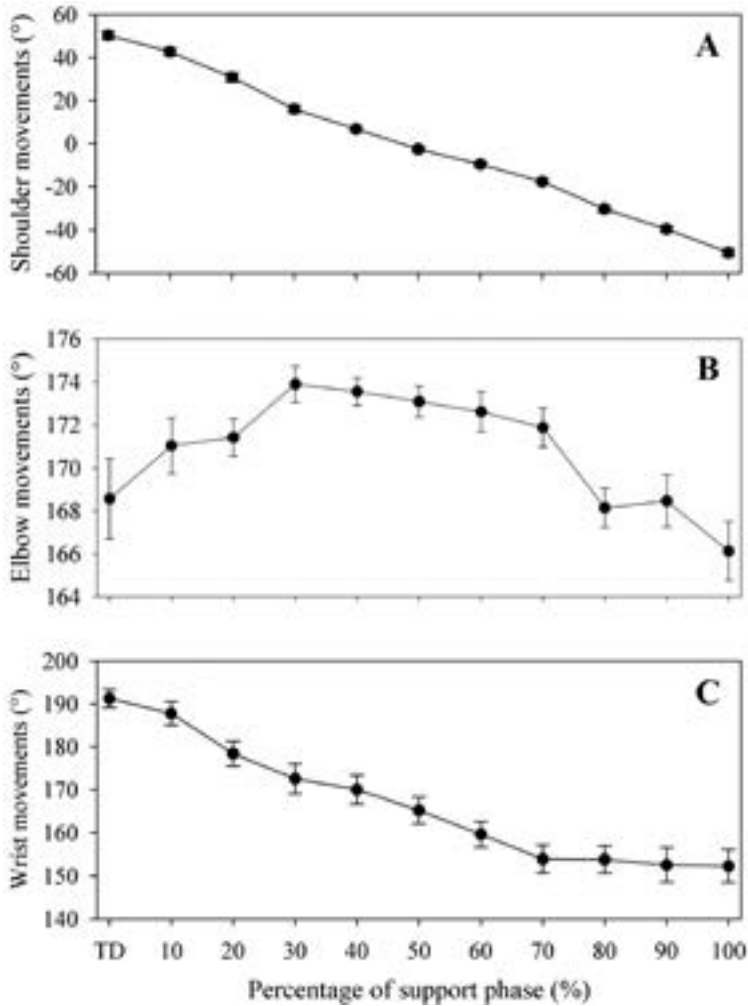 A
Shoulder movements (°)
60
40
20
0
-20
-40
-60
B
Elbow movements (°)
176
174
172
170
168
166
164
C
Wrist movements (°)
200
190
180
170
160
150
140
TD 10 20 30 40 50 60 70 80 90 100
Percentage of support phase (%)